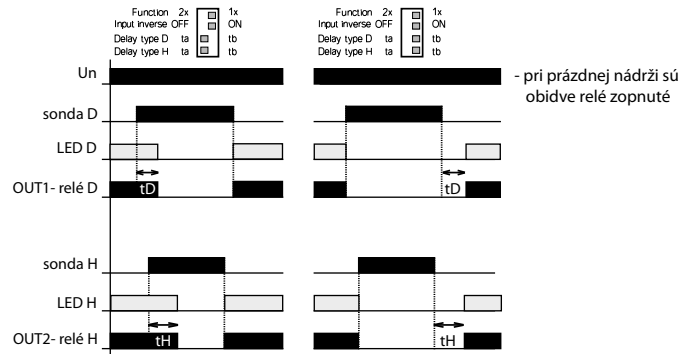 Function 2x 1x
Input inverse OFF ON
Delay type D ta tb
Delay type H ta tb
Function 2x 1x
Input inverse OFF ON
Delay type D ta tb
Delay type H ta tb
Un
- pri prázdnej nádrži sú
obidve relé zopnuté
sonda D
LED D
OUT1- relé D
tD
tD
sonda H
LED H
OUT2- relé H
tH
tH